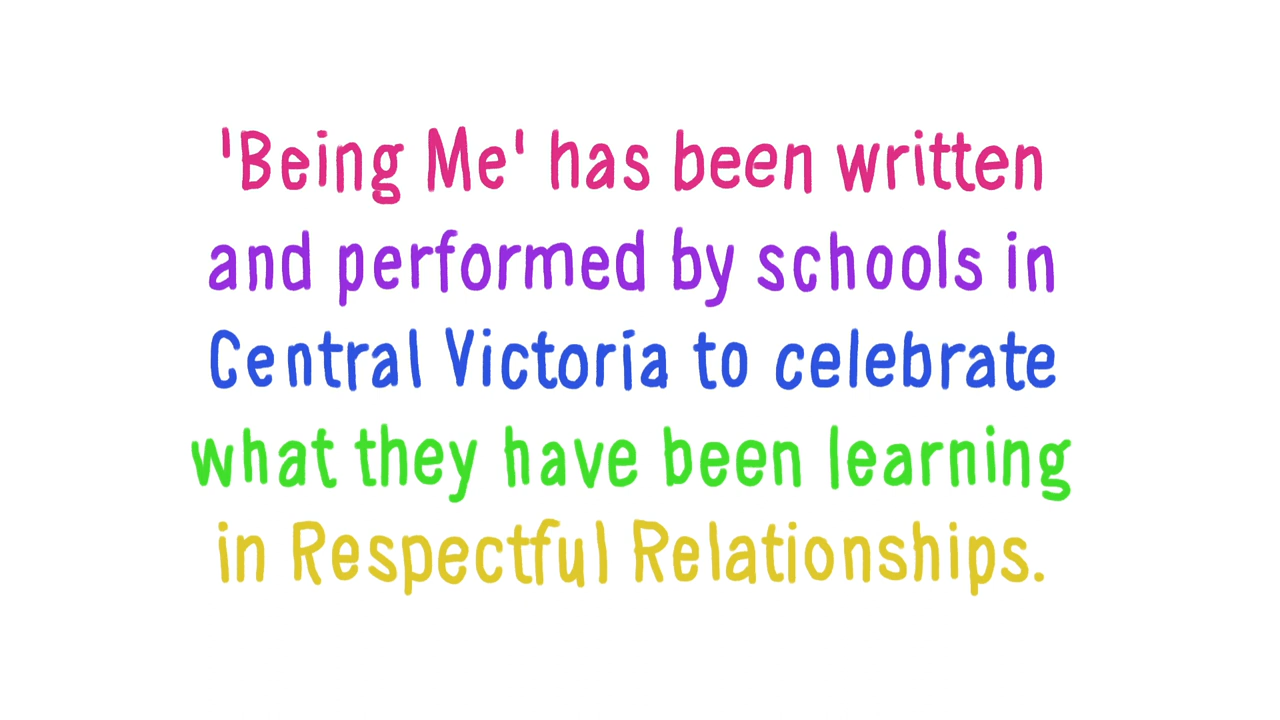 'Being Me' has been written
and performed by schools in
Central Victoria to celebrate
what they have been learning
in Respectful Relationships.